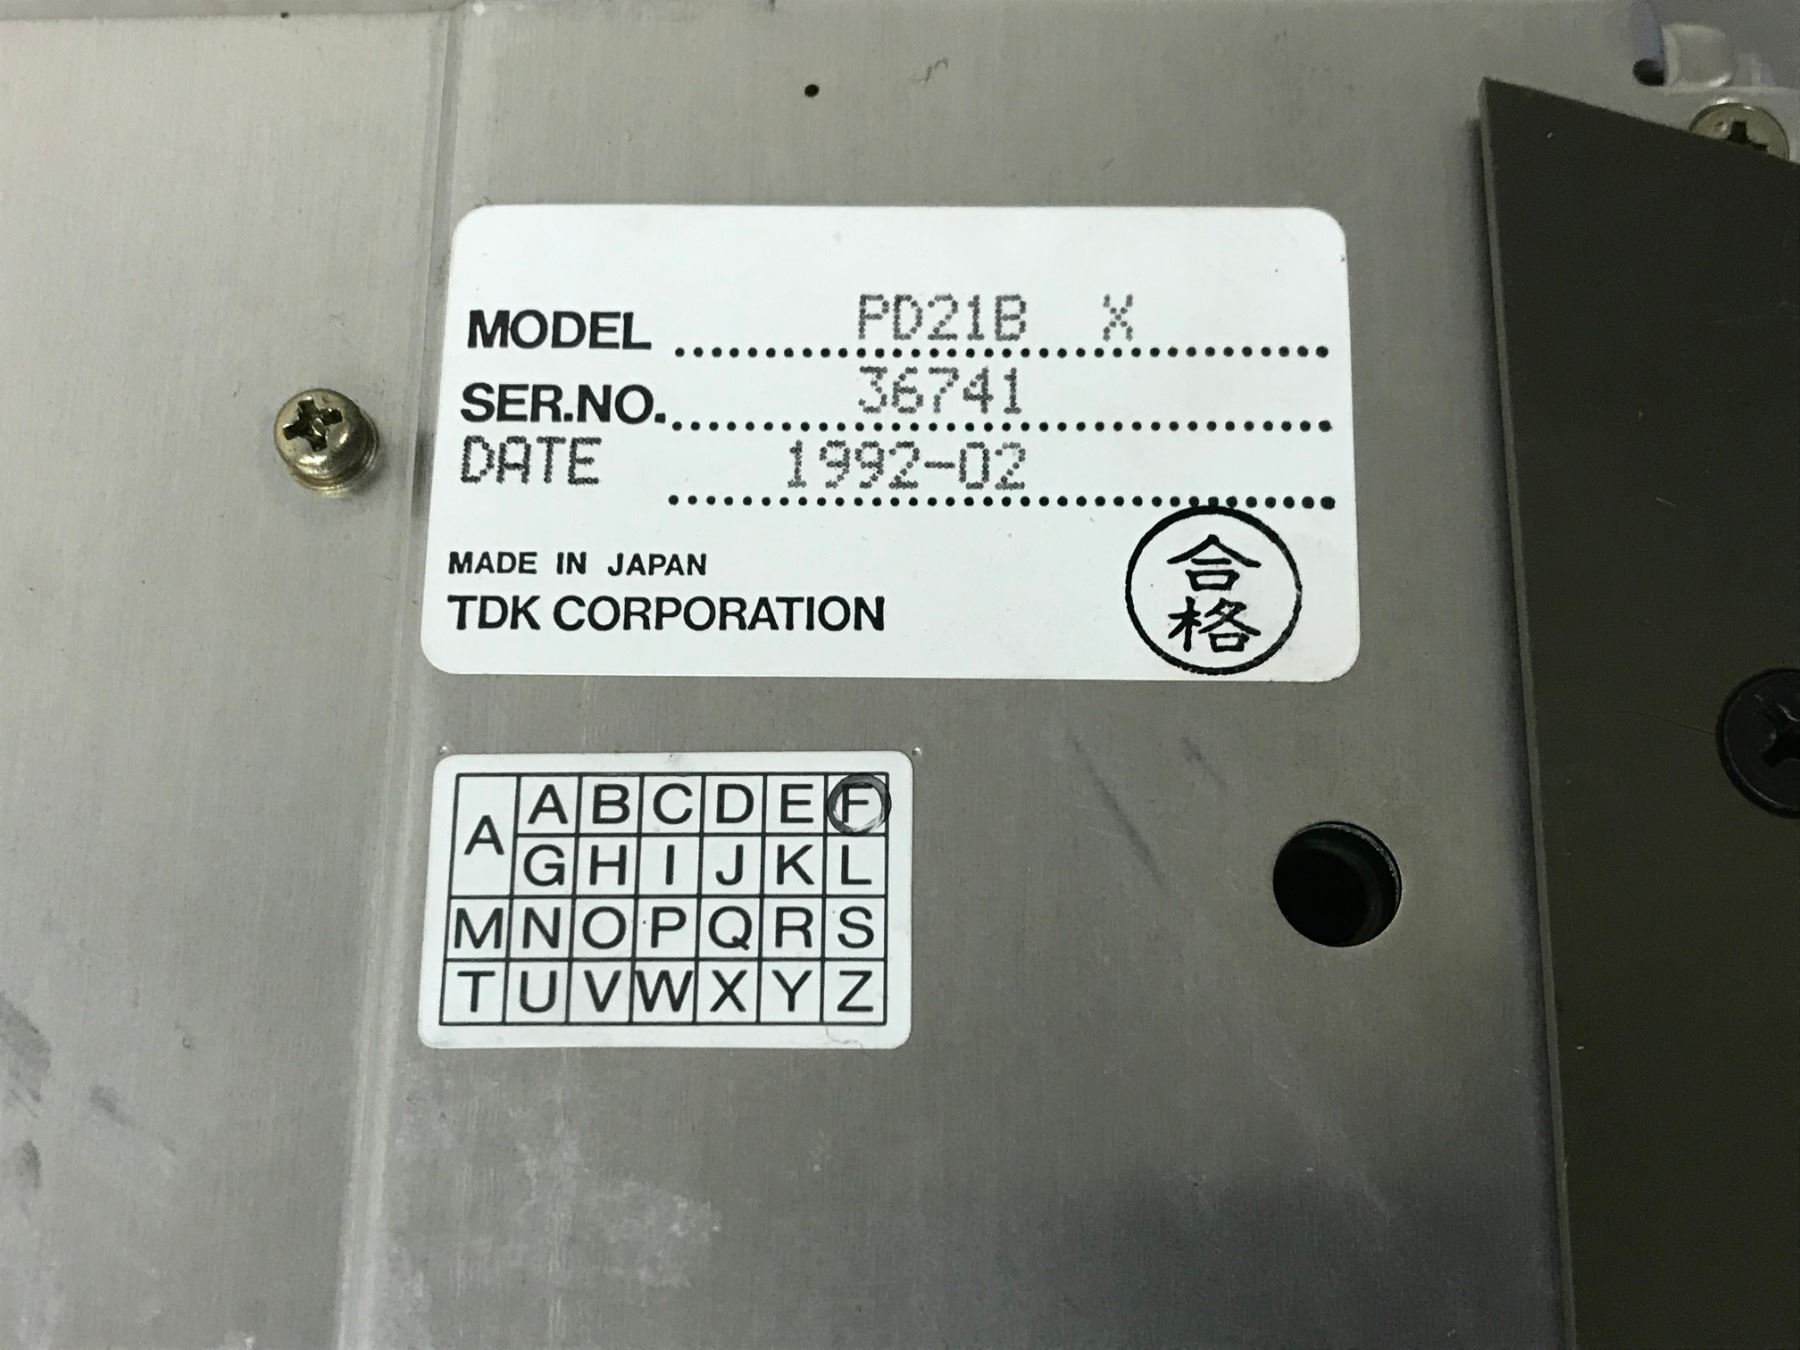 MODEL PD21B X
SER.NO. 36741
DATE 1992-02
MADE IN JAPAN
TDK CORPORATION
合格
A A B C D E F
G H I J K L
M N O P Q R S
T U V W X Y Z